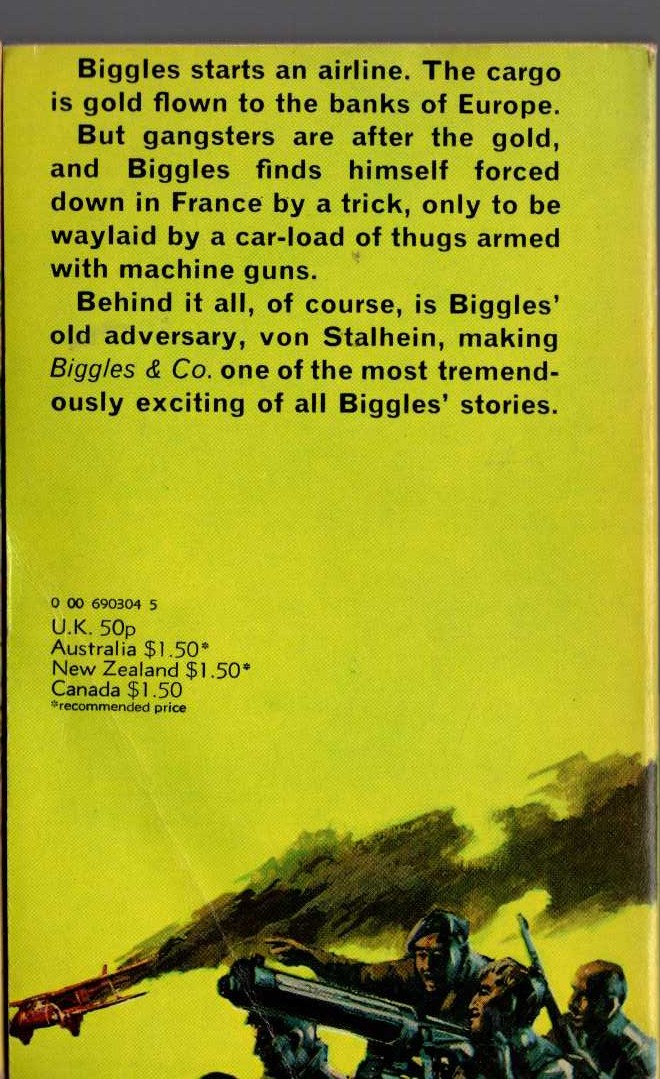 Biggles starts an airline. The cargo
is gold flown to the banks of Europe.
But gangsters are after the gold,
and Biggles finds himself forced
down in France by a trick, only to be
waylaid by a car-load of thugs armed
with machine guns.
Behind it all, of course, is Biggles'
old adversary, von Stalhein, making
Biggles & Co. one of the most tremend-
ously exciting of all Biggles' stories.
0 00 690304 5
U.K. 50p
Australia $1.50*
New Zealand $1.50*
Canada $1.50
*recommended price